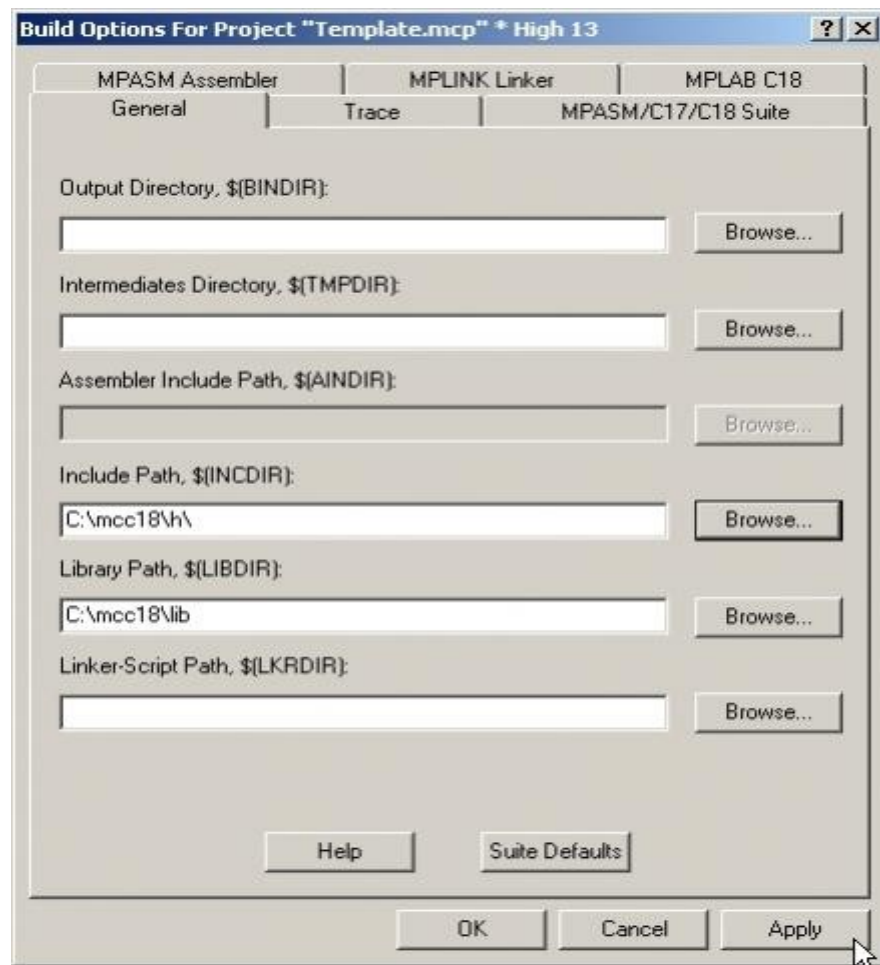 Build Options For Project "Template.mcp" * High 13
? X
MPASM Assembler MPLINK Linker MPLAB C18
General Trace MPASM/C17/C18 Suite
Output Directory, $(BINDIR):
Browse...
Intermediates Directory, $(TMPDIR):
Browse...
Assembler Include Path, $(AINDIR):
Browse...
Include Path, $(INCDIR):
C:\mcc18\h\ Browse...
Library Path, $(LIBDIR):
C:\mcc18\lib Browse...
Linker-Script Path, $(LKRDIR):
Browse...
Help Suite Defaults
OK Cancel Apply